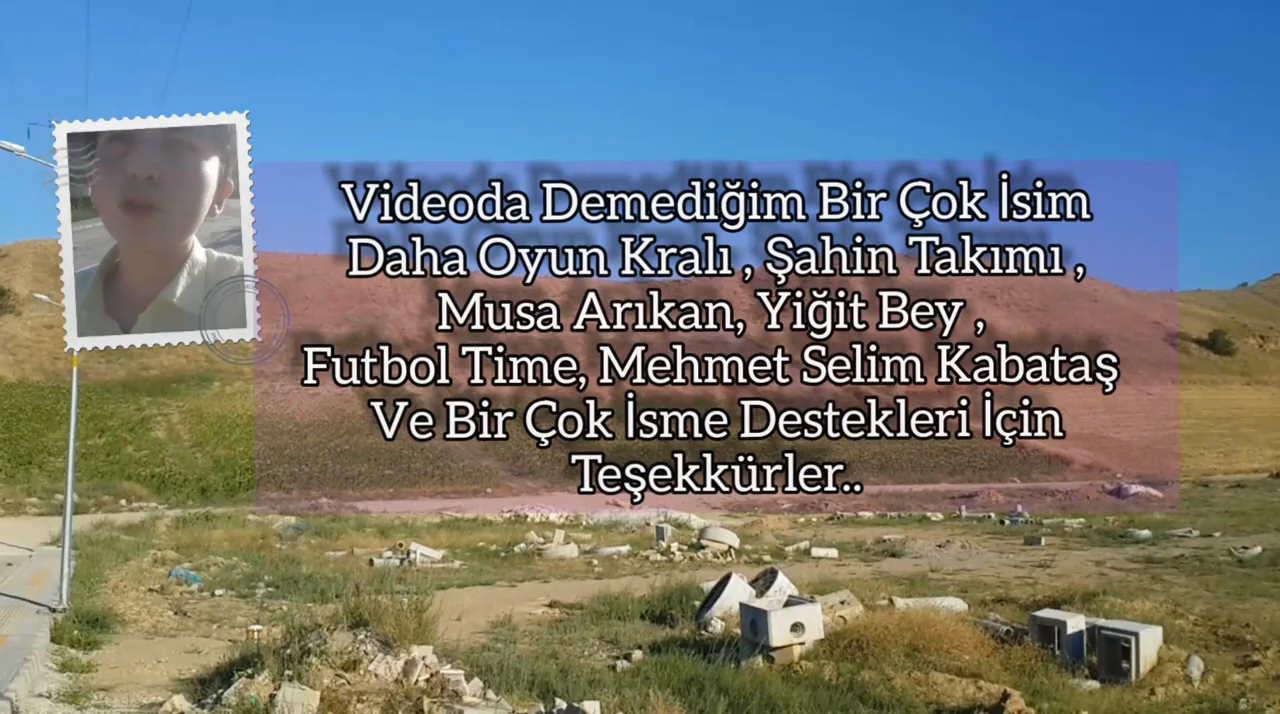 Videoda Demediğim Bir Çok İsim
Daha Oyun Kralı , Şahin Takımı ,
Musa Arıkan, Yiğit Bey ,
Futbol Time, Mehmet Selim Kabataş
Ve Bir Çok İsme Destekleri İçin
Teşekkürler..